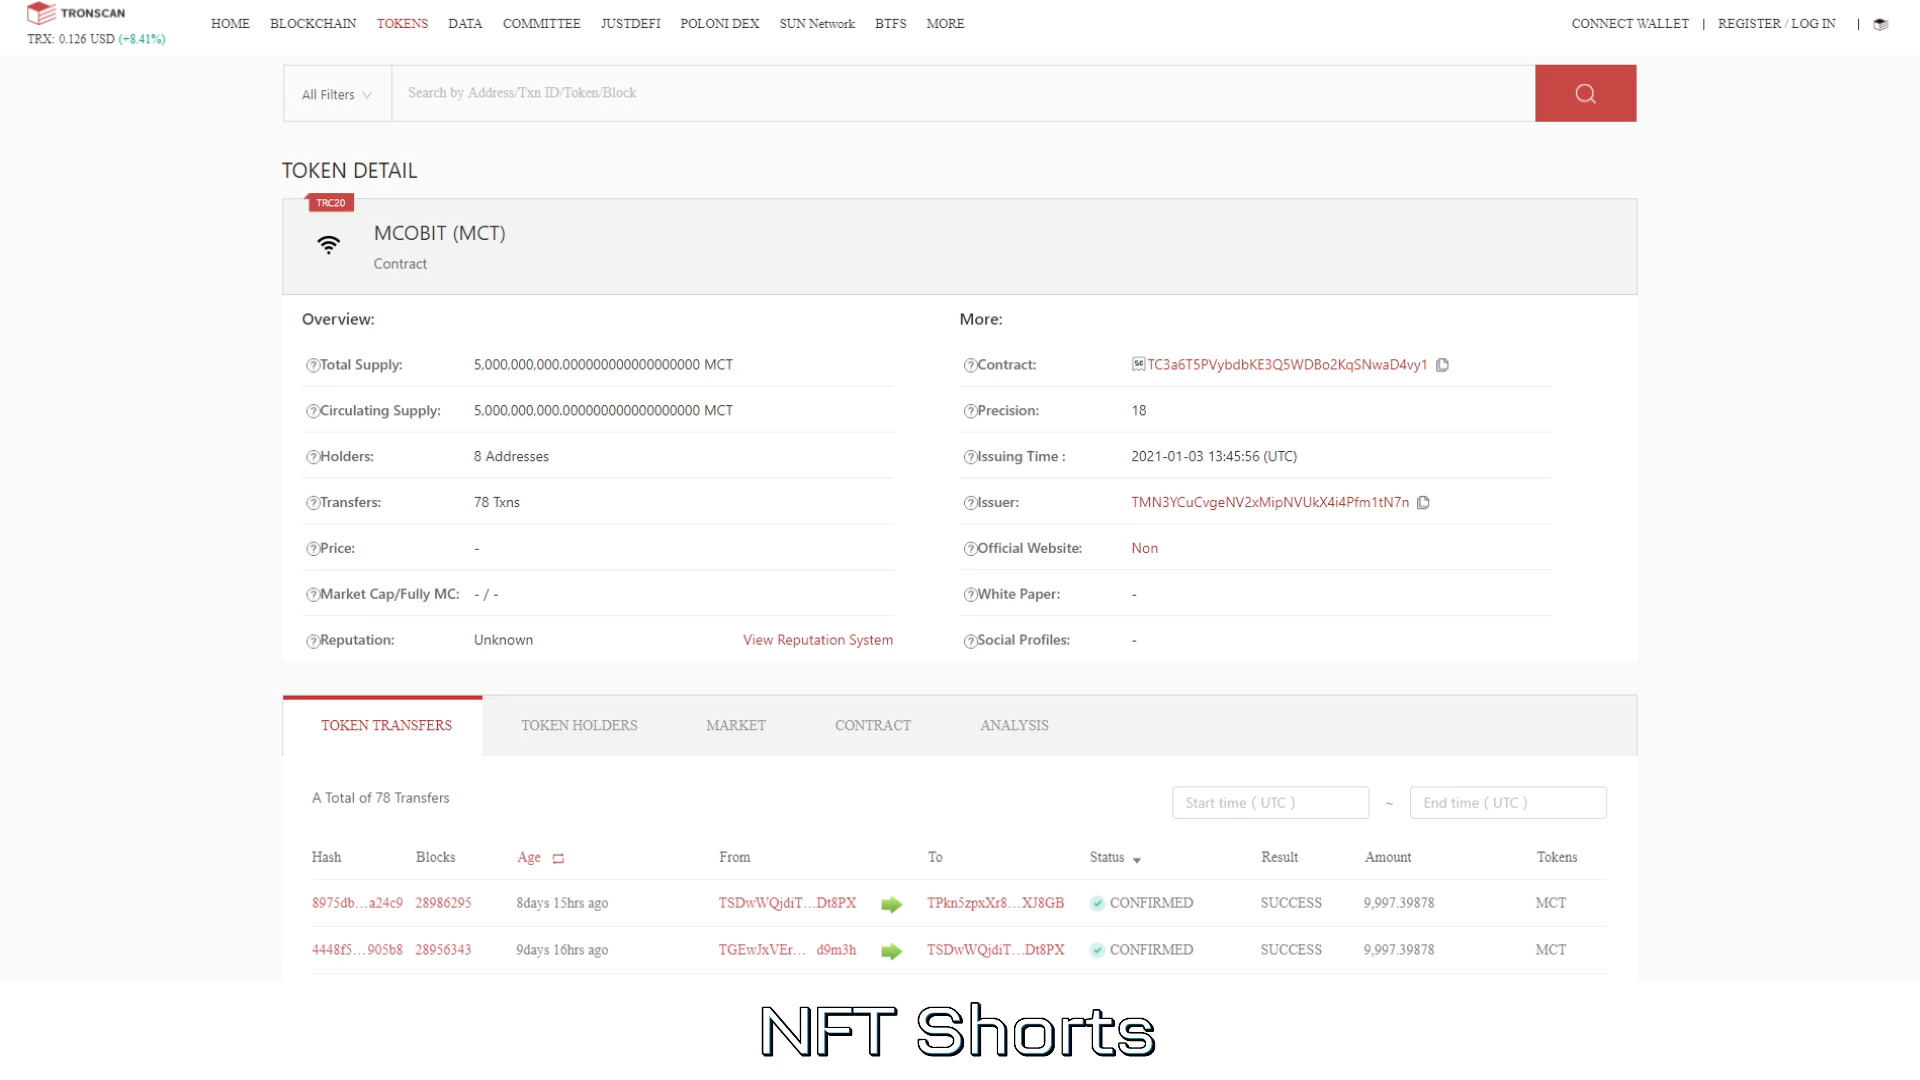 TRONSCAN
TRX: 0.126 USD (+8.41%)
HOME BLOCKCHAIN TOKENS DATA COMMITTEE JUSTDEFI POLONI DEX SUN Network BTFS MORE
CONNECT WALLET | REGISTER / LOG IN |
All Filters
Search by Address/Txn ID/Token/Block
TOKEN DETAIL
TRC20
MCOBIT (MCT)
Contract
Overview:
Total Supply: 5,000,000,000.000000000000000000 MCT
Circulating Supply: 5,000,000,000.000000000000000000 MCT
Holders: 8 Addresses
Transfers: 78 Txns
Price: -
Market Cap/Fully MC: - / -
Reputation: Unknown View Reputation System
More:
Contract: TC3a6T5PVybdbKE3Q5WDBo2KqSNwaD4vy1
Precision: 18
Issuing Time : 2021-01-03 13:45:56 (UTC)
Issuer: TMN3YCuCvgeNV2xMipNVUkX4i4Pfm1tN7n
Official Website: Non
White Paper: -
Social Profiles: -
TOKEN TRANSFERS TOKEN HOLDERS MARKET CONTRACT ANALYSIS
A Total of 78 Transfers
Start time ( UTC ) ~ End time ( UTC )
Hash Blocks Age From To Status Result Amount Tokens
8975db...a24c9 28986295 8days 15hrs ago TSDwWQjdiT...Dt8PX TPkn5zpxXr8...XJ8GB CONFIRMED SUCCESS 9,997.39878 MCT
4448f5...905b8 28956343 9days 16hrs ago TGEwJxVEr... d9m3h TSDwWQjdiT...Dt8PX CONFIRMED SUCCESS 9,997.39878 MCT
NFT Shorts